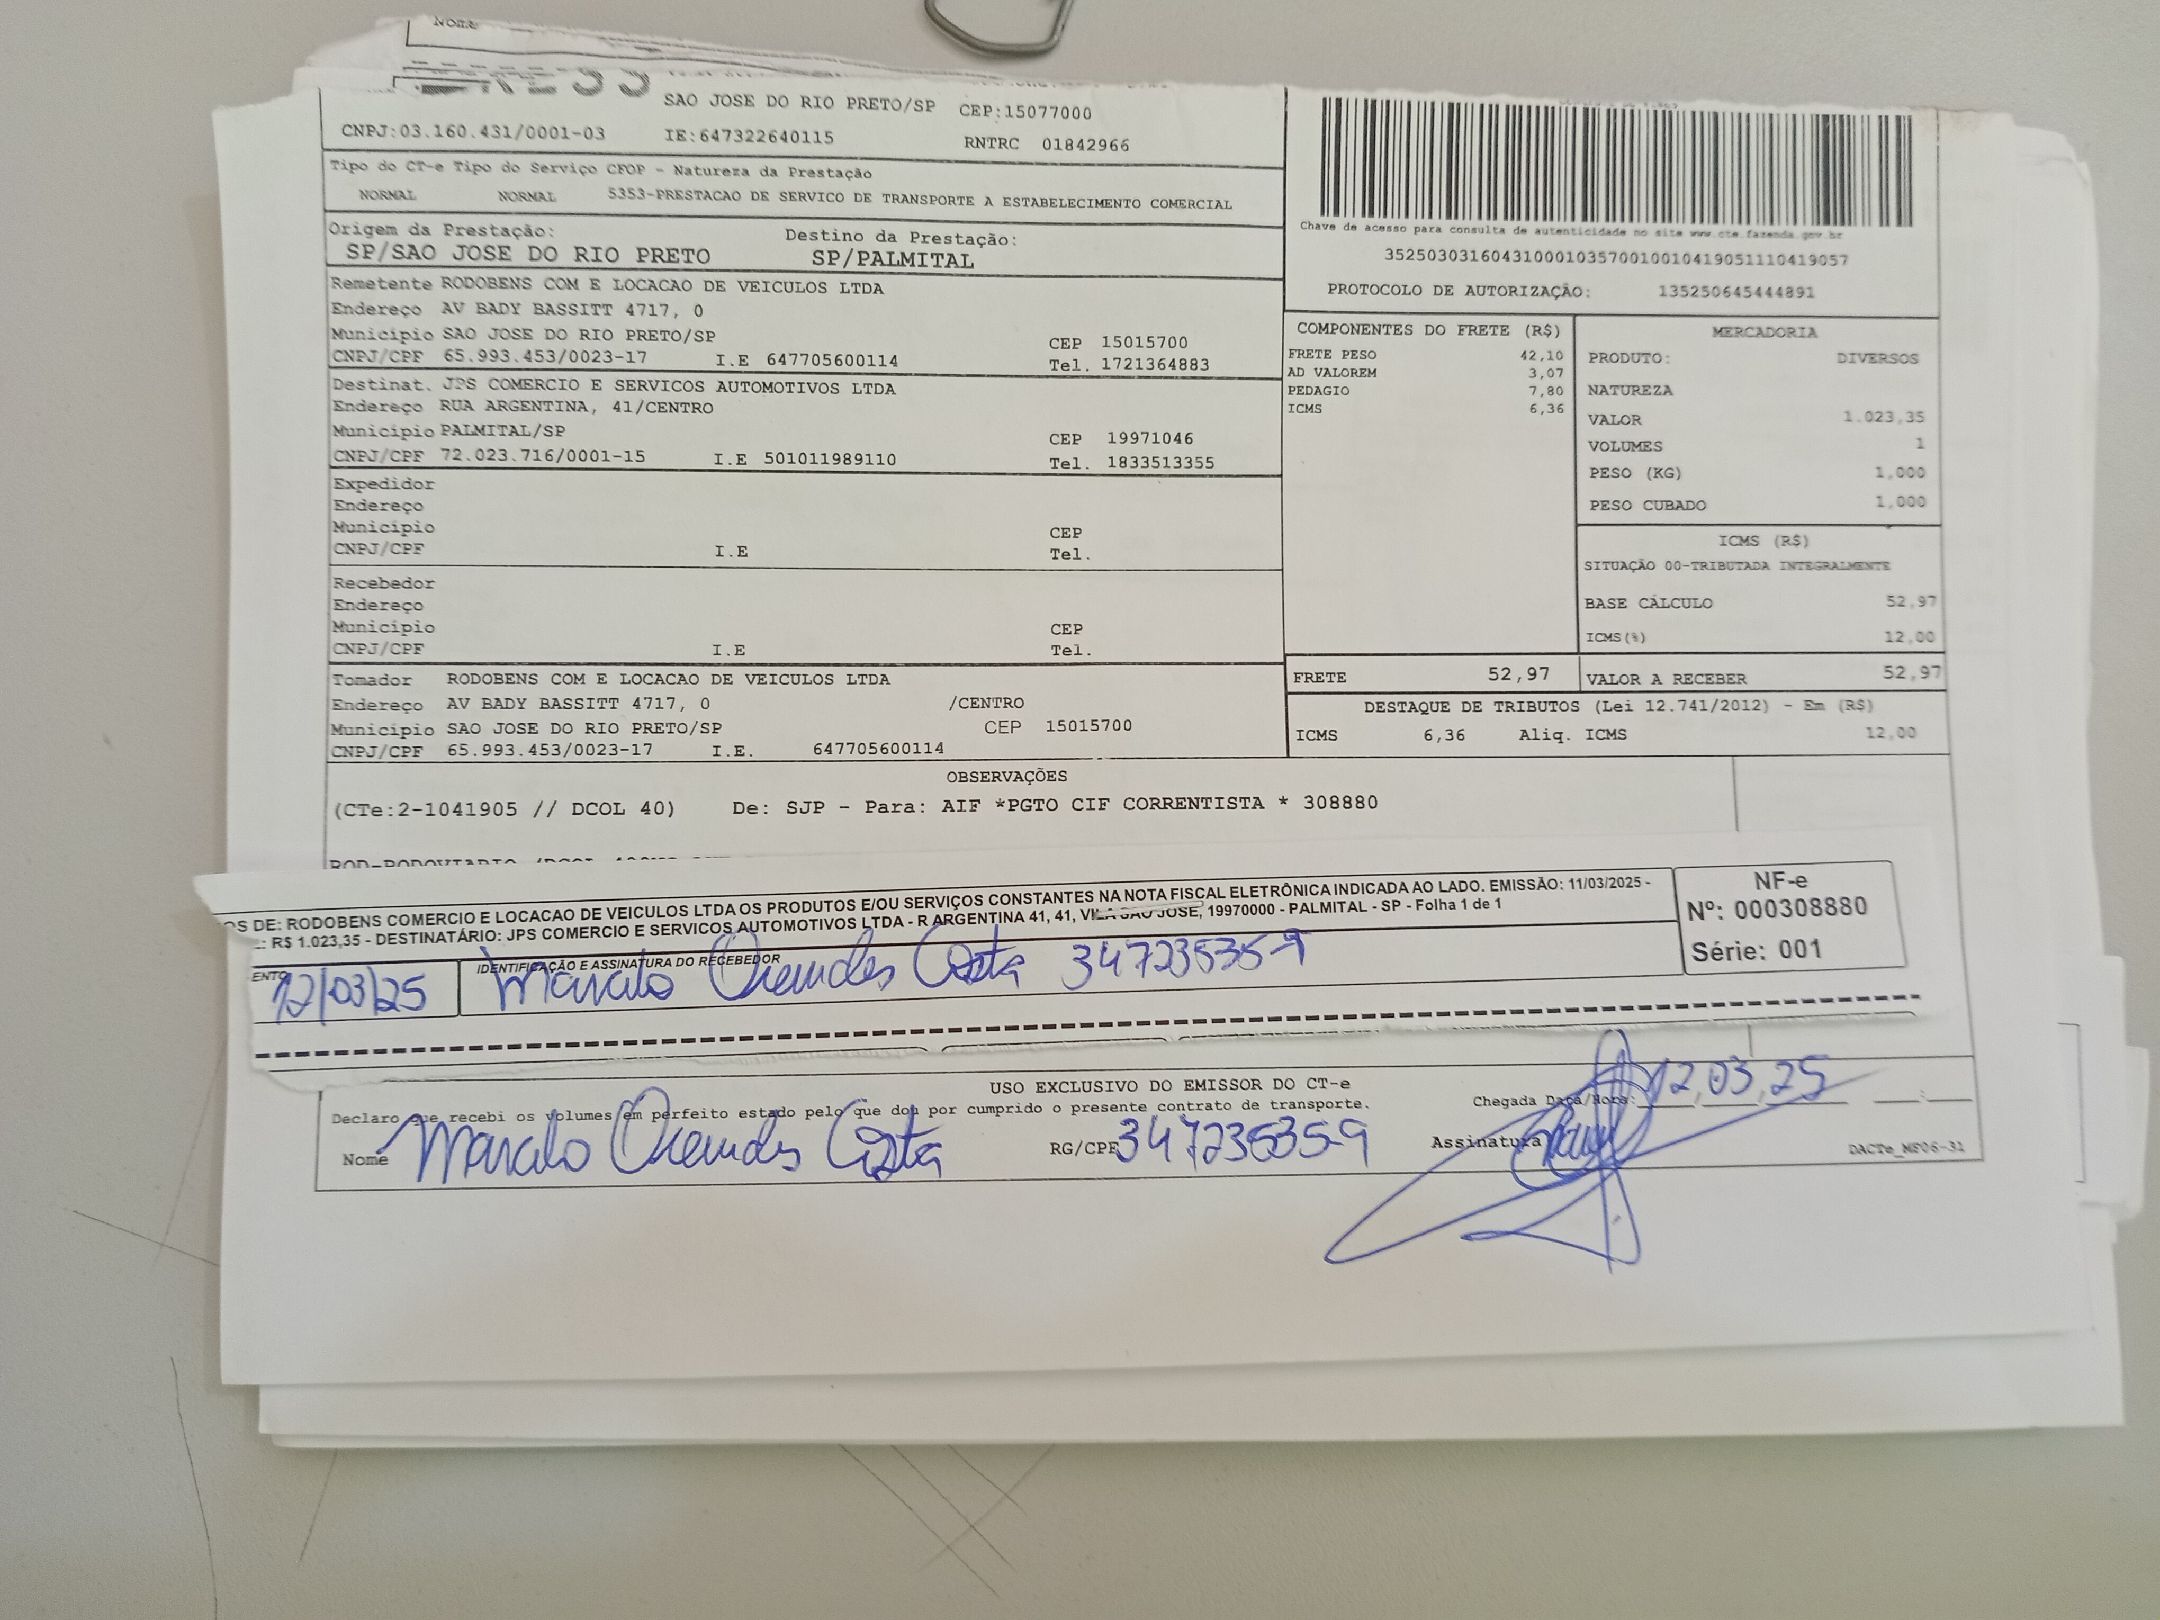 Nome
SAO JOSE DO RIO PRETO/SP CEP:15077000
CNPJ:03.160.431/0001-03 IE:647322640115 RNTRC 01842966
Tipo do CT-e Tipo do Serviço CFOP - Natureza da Prestação
NORMAL NORMAL 5353-PRESTACAO DE SERVICO DE TRANSPORTE A ESTABELECIMENTO COMERCIAL
Origem da Prestação: Destino da Prestação:
SP/SAO JOSE DO RIO PRETO SP/PALMITAL
Remetente RODOBENS COM E LOCACAO DE VEICULOS LTDA
Endereço AV BADY BASSITT 4717, 0
Município SAO JOSE DO RIO PRETO/SP CEP 15015700
CNPJ/CPF 65.993.453/0023-17 I.E 647705600114 Tel. 1721364883
Destinat. JPS COMERCIO E SERVICOS AUTOMOTIVOS LTDA
Endereço RUA ARGENTINA, 41/CENTRO
Município PALMITAL/SP CEP 19971046
CNPJ/CPF 72.023.716/0001-15 I.E 501011989110 Tel. 1833513355
Expedidor
Endereço
Município CEP
CNPJ/CPF I.E Tel.
Recebedor
Endereço
Município CEP
CNPJ/CPF I.E Tel.
Tomador RODOBENS COM E LOCACAO DE VEICULOS LTDA
Endereço AV BADY BASSITT 4717, 0 /CENTRO
Município SAO JOSE DO RIO PRETO/SP CEP 15015700
CNPJ/CPF 65.993.453/0023-17 I.E. 647705600114
Chave de acesso para consulta de autenticidade no site www.cte.fazenda.gov.br
35250303160431000103570010010419051110419057
PROTOCOLO DE AUTORIZAÇÃO: 135250645444891
COMPONENTES DO FRETE (R$)
FRETE PESO 42,10
AD VALOREM 3,07
PEDAGIO 7,80
ICMS 6,36
MERCADORIA
PRODUTO: DIVERSOS
NATUREZA
VALOR 1.023,35
VOLUMES 1
PESO (KG) 1,000
PESO CUBADO 1,000
ICMS (R$)
SITUAÇÃO 00-TRIBUTADA INTEGRALMENTE
BASE CÁLCULO 52,97
ICMS(%) 12,00
FRETE 52,97 VALOR A RECEBER 52,97
DESTAQUE DE TRIBUTOS (Lei 12.741/2012) - Em (R$)
ICMS 6,36 Aliq. ICMS 12,00
OBSERVAÇÕES
(CTe:2-1041905 // DCOL 40) De: SJP - Para: AIF *PGTO CIF CORRENTISTA * 308880
OS DE: RODOBENS COMERCIO E LOCACAO DE VEICULOS LTDA OS PRODUTOS E/OU SERVIÇOS CONSTANTES NA NOTA FISCAL ELETRÔNICA INDICADA AO LADO. EMISSÃO: 11/03/2025 -
.: R$ 1.023,35 - DESTINATÁRIO: JPS COMERCIO E SERVICOS AUTOMOTIVOS LTDA - R ARGENTINA 41, 41, VILA SAO JOSE, 19970000 - PALMITAL - SP - Folha 1 de 1
NF-e
Nº: 000308880
Série: 001
ENTO IDENTIFICAÇÃO E ASSINATURA DO RECEBEDOR
12/03/25 Costa 347235359
USO EXCLUSIVO DO EMISSOR DO CT-e
Declaro que recebi os volumes em perfeito estado pelo que dou por cumprido o presente contrato de transporte. Chegada Data/Hora: 12,03,25
Nome Costa RG/CPF 347235359 Assinatura DACTe_MF06-31